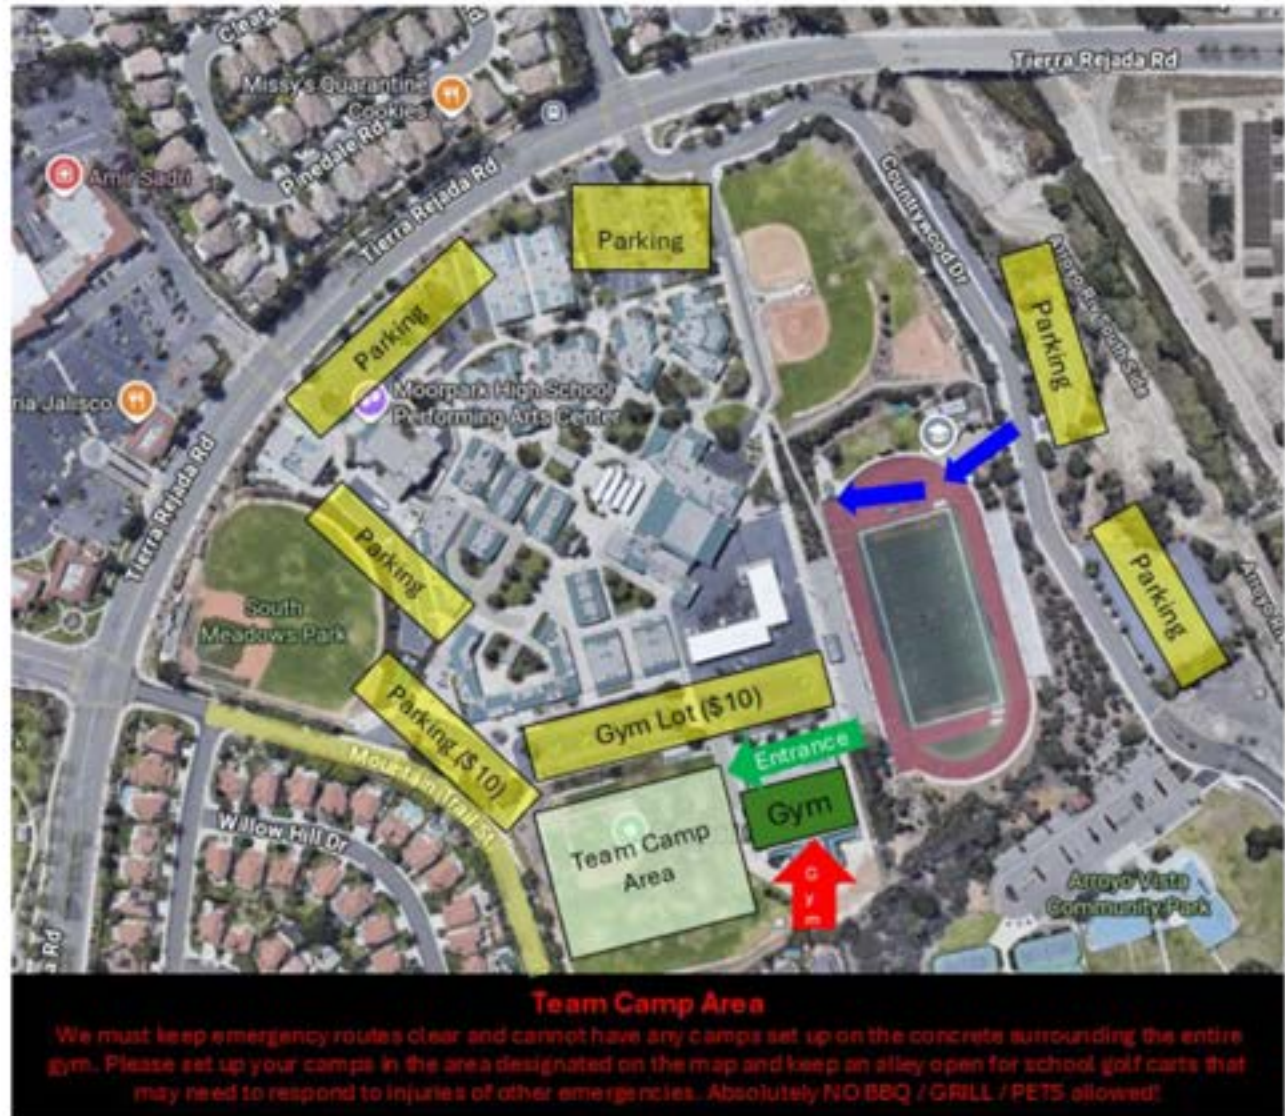 Clear
Tierra Rejada Rd
Missy's Quarantine
Cookies
Pinedale Rd
Amir Sadri
Tierra Rejada Rd
Countrywood Dr
Parking
Parking
Parking
Moorpark High School
Performing Arts Center
ria Jalisco
Tierra Rejada Rd
Parking
Parking
South
Meadows Park
Parking ($10)
Gym Lot ($10)
Entrance
Mountain Trail St
Gym
Willow Hill Dr
Team Camp
Area
Gym
Arroyo Vista
Community Park
a Rd
Team Camp Area
We must keep emergency routes clear and cannot have any camps set up on the concrete surrounding the entire
gym. Please set up your camps in the area designated on the map and keep an alley open for school golf carts that
may need to respond to injuries of other emergencies. Absolutely NO BBQ / GRILL / PETS allowed!